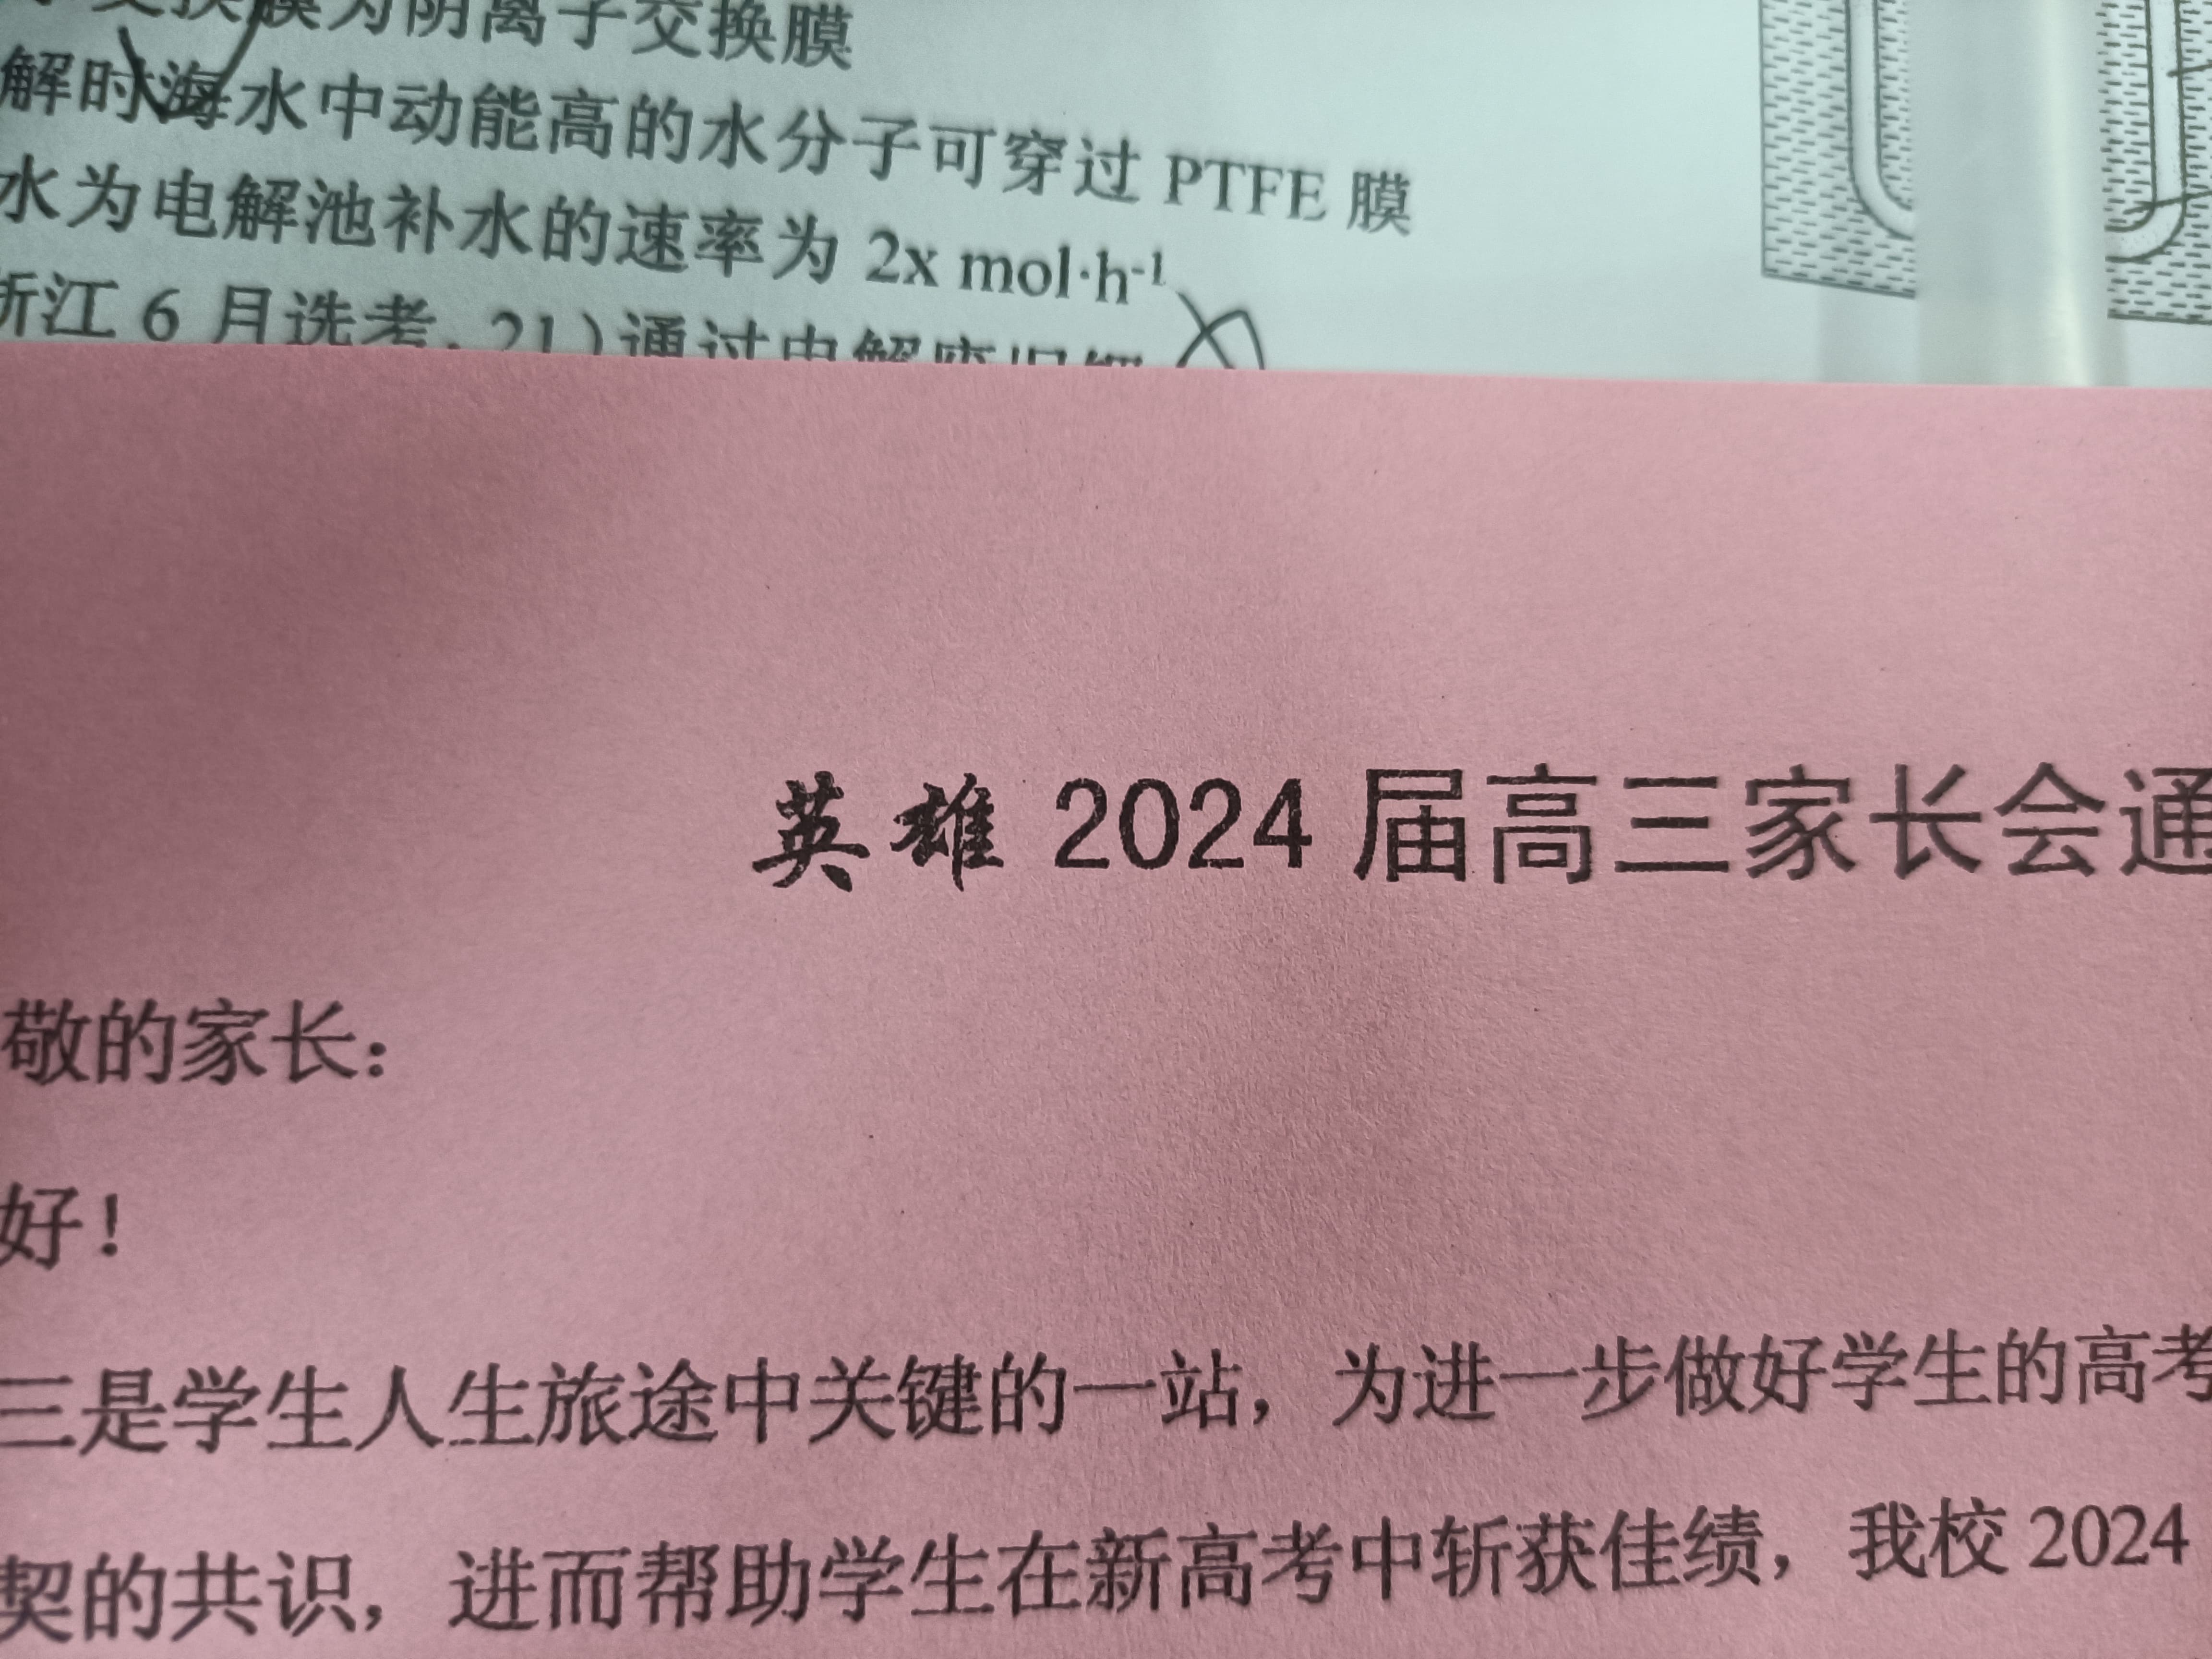 交换膜为阴离子交换膜
解时海水中动能高的水分子可穿过 PTFE 膜
水为电解池补水的速率为 2x mol·h⁻¹
浙江 6 月选考，21）通过电解废旧锂
英雄 2024 届高三家长会通
敬的家长：
好！
三是学生人生旅途中关键的一站，为进一步做好学生的高考
契的共识，进而帮助学生在新高考中斩获佳绩，我校 2024